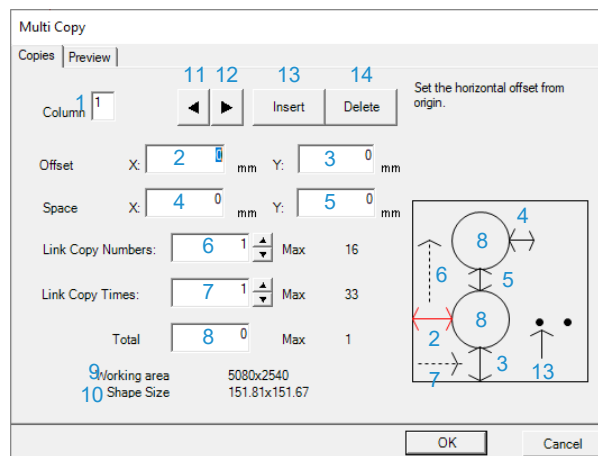 Multi Copy
Copies Preview
11 12 13 14
Column 1 1 ◄ ► Insert Delete
Set the horizontal offset from
origin.
Offset X: 2 0 mm Y: 3 0 mm
Space X: 4 0 mm Y: 5 0 mm
Link Copy Numbers: 6 1 Max 16
Link Copy Times: 7 1 Max 33
Total 8 0 Max 1
9 Working area 5080x2540
10 Shape Size 151.81x151.67
8 4
6 5
8
2
7 3 13
OK Cancel